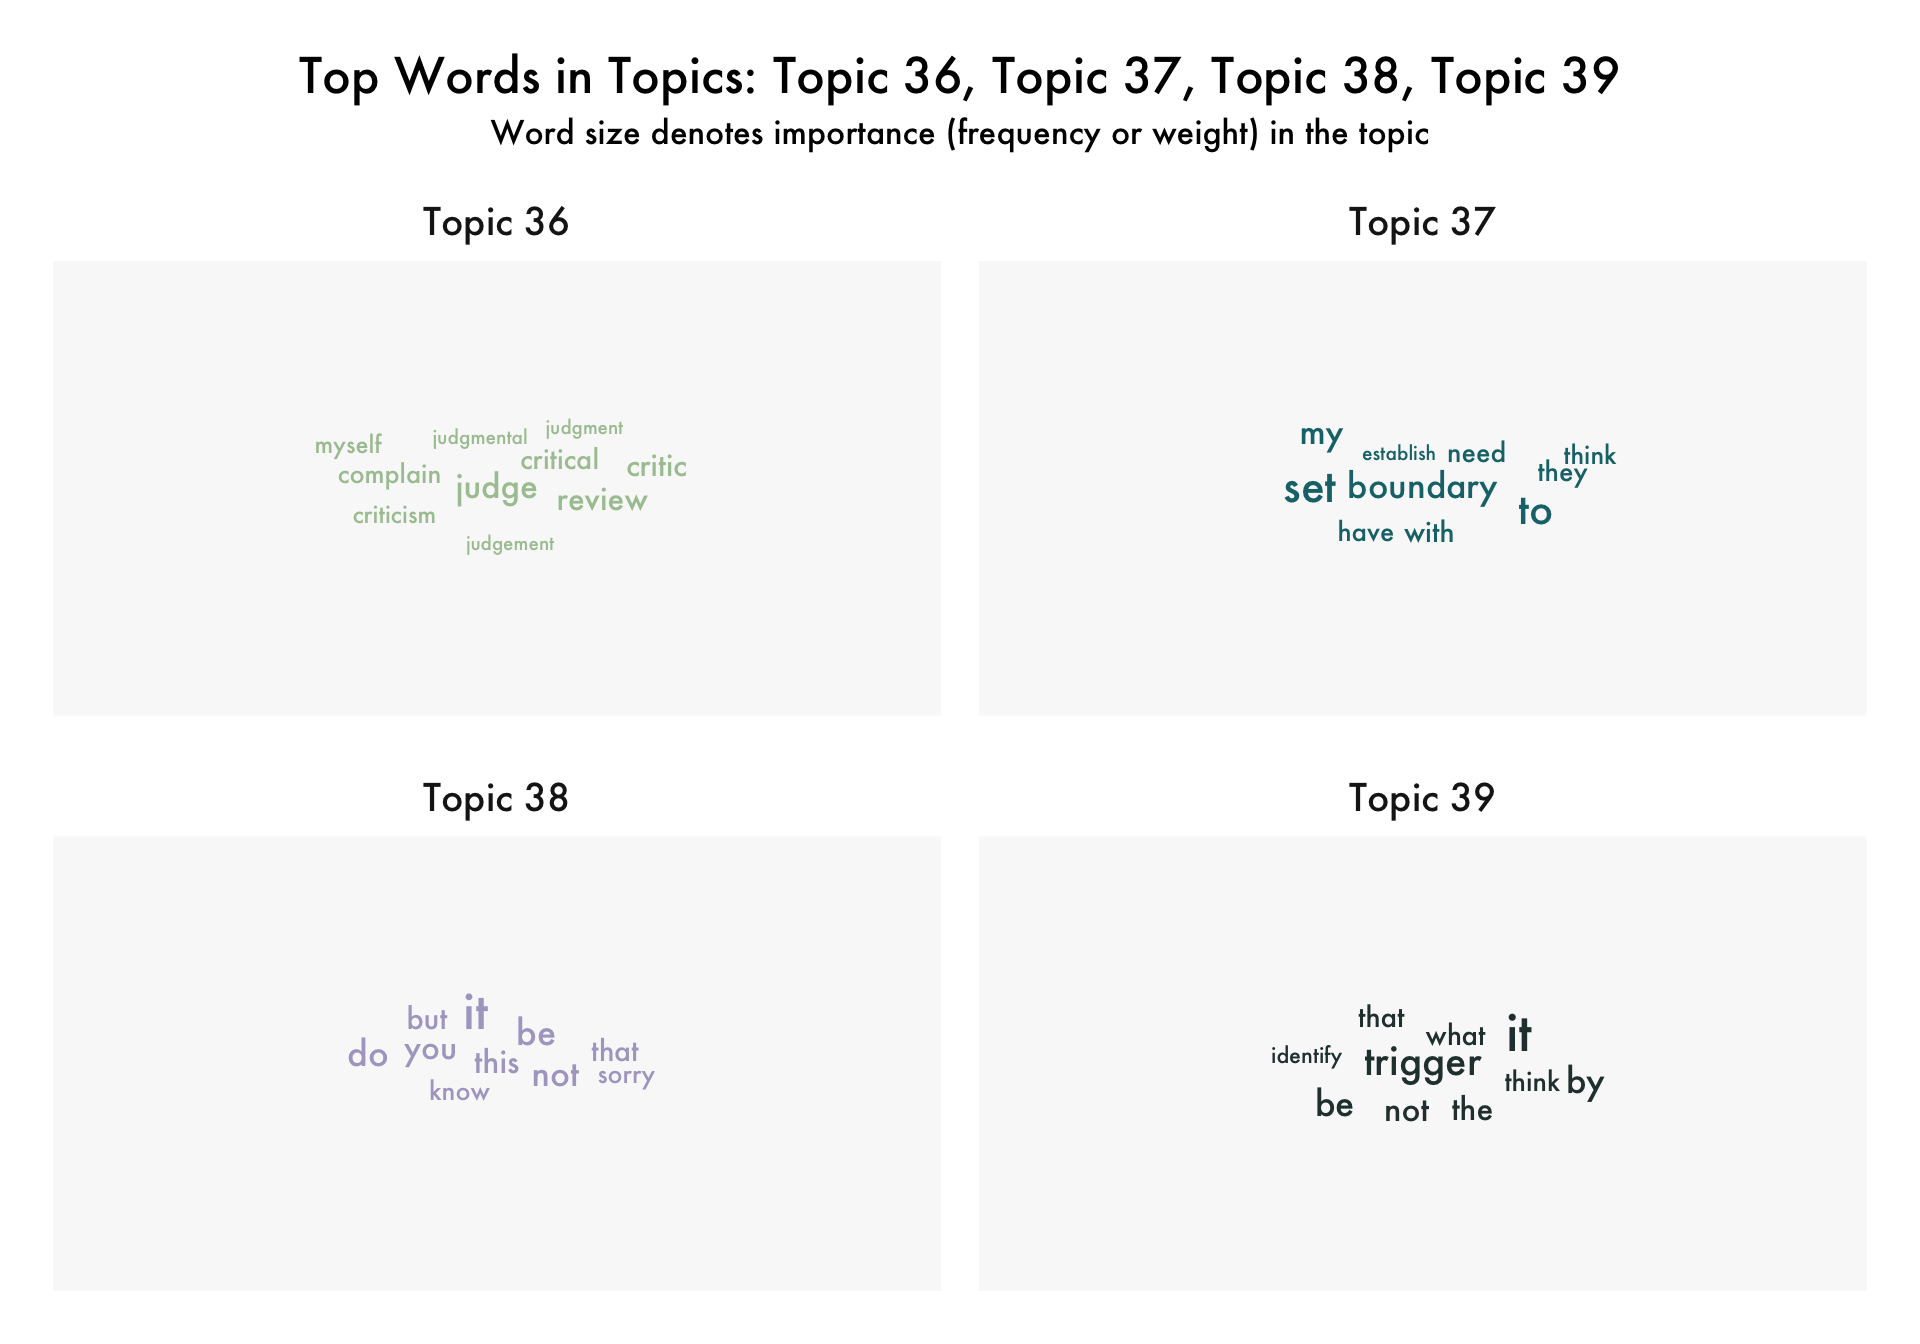 Top Words in Topics: Topic 36, Topic 37, Topic 38, Topic 39
Word size denotes importance (frequency or weight) in the topic
Topic 36
judgment
judgmental
myself
critical
critic
complain
judge
review
criticism
judgement
Topic 37
my
establish need
think
they
set boundary
to
have with
Topic 38
but it
be
do you this that
not sorry
know
Topic 39
that
what it
identify trigger
think by
be not the